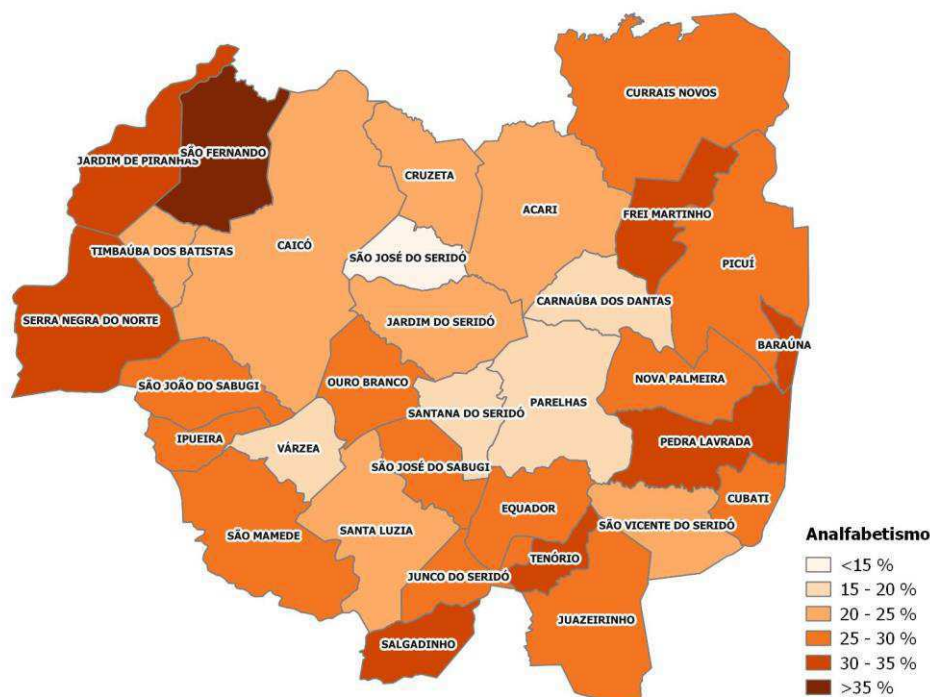 CURRAIS NOVOS
SÃO FERNANDO
JARDIM DE PIRANHAS
CRUZETA
ACARI
FREI MARTINHO
TIMBAÚBA DOS BATISTAS
CAICÓ
SÃO JOSÉ DO SERIDÓ
PICUÍ
CARNAÚBA DOS DANTAS
SERRA NEGRA DO NORTE
JARDIM DO SERIDÓ
BARAÚNA
SÃO JOÃO DO SABUGI
OURO BRANCO
NOVA PALMEIRA
SANTANA DO SERIDÓ
PARELHAS
IPUEIRA
VÁRZEA
PEDRA LAVRADA
SÃO JOSÉ DO SABUGI
CUBATI
EQUADOR
SÃO VICENTE DO SERIDÓ
SÃO MAMEDE
SANTA LUZIA
TENÓRIO
JUNCO DO SERIDÓ
JUAZEIRINHO
SALGADINHO
Analfabetismo
<15 %
15 - 20 %
20 - 25 %
25 - 30 %
30 - 35 %
>35 %